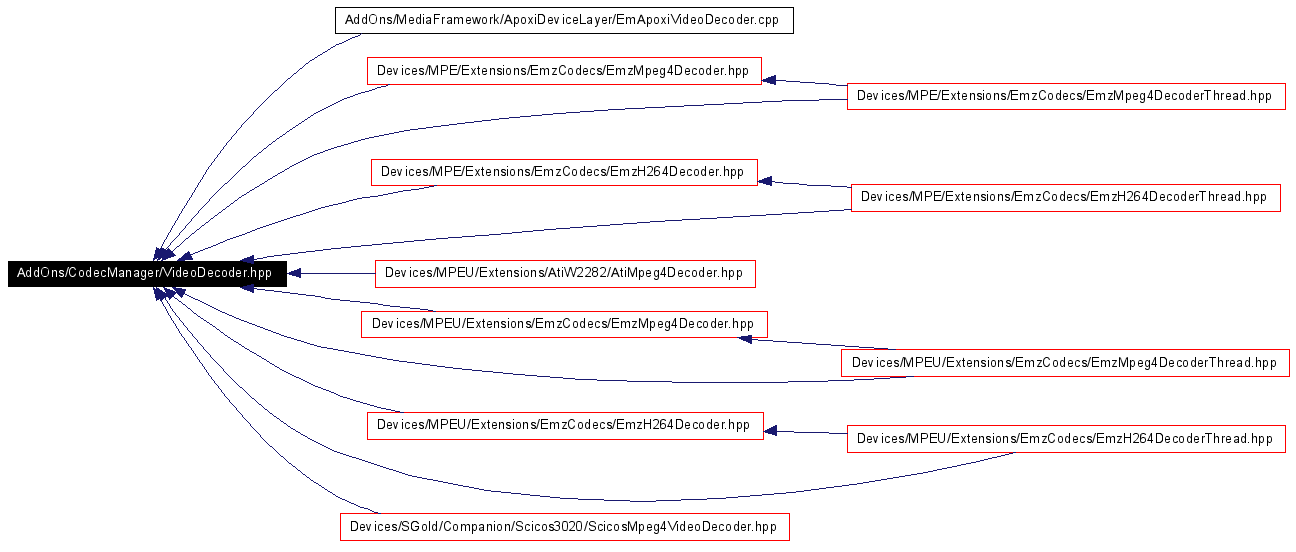 AddOns/MediaFramework/ApoxiDeviceLayer/EmApoxiVideoDecoder.cpp
Devices/MPE/Extensions/EmzCodecs/EmzMpeg4Decoder.hpp
Devices/MPE/Extensions/EmzCodecs/EmzMpeg4DecoderThread.hpp
Devices/MPE/Extensions/EmzCodecs/EmzH264Decoder.hpp
Devices/MPE/Extensions/EmzCodecs/EmzH264DecoderThread.hpp
AddOns/CodecManager/VideoDecoder.hpp
Devices/MPEU/Extensions/AtiW2282/AtiMpeg4Decoder.hpp
Devices/MPEU/Extensions/EmzCodecs/EmzMpeg4Decoder.hpp
Devices/MPEU/Extensions/EmzCodecs/EmzMpeg4DecoderThread.hpp
Devices/MPEU/Extensions/EmzCodecs/EmzH264Decoder.hpp
Devices/MPEU/Extensions/EmzCodecs/EmzH264DecoderThread.hpp
Devices/SGold/Companion/Scicos3020/ScicosMpeg4VideoDecoder.hpp